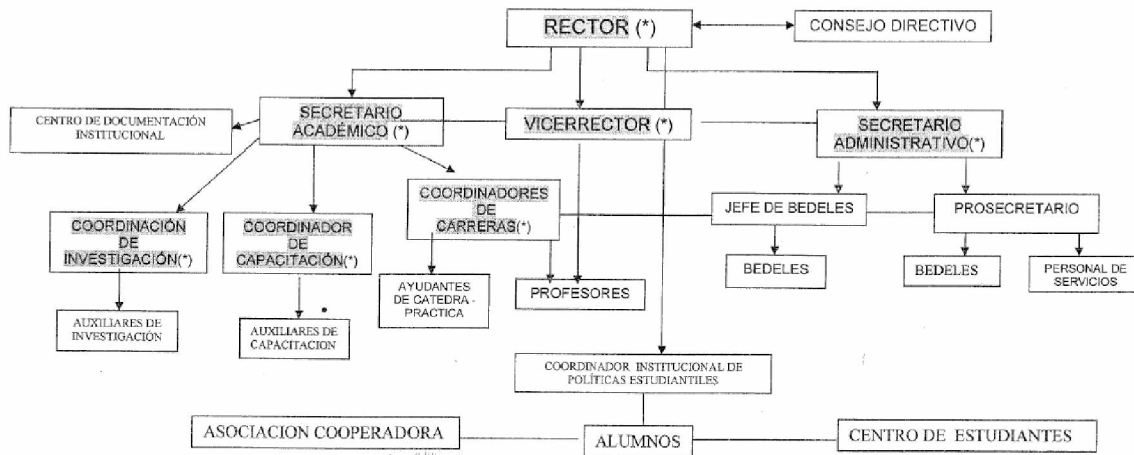 RECTOR (*)
CONSEJO DIRECTIVO
CENTRO DE DOCUMENTACIÓN
INSTITUCIONAL
SECRETARIO
ACADÉMICO (*)
VICERRECTOR (*)
SECRETARIO
ADMINISTRATIVO(*)
COORDINACIÓN
DE
INVESTIGACIÓN(*)
COORDINADOR
DE
CAPACITACIÓN(*)
COORDINADORES
DE
CARRERAS(*)
JEFE DE BEDELES
PROSECRETARIO
AYUDANTES
DE CATEDRA -
PRACTICA
PROFESORES
BEDELES
BEDELES
PERSONAL DE
SERVICIOS
AUXILIARES DE
INVESTIGACIÓN
AUXILIARES DE
CAPACITACION
COORDINADOR INSTITUCIONAL DE
POLÍTICAS ESTUDIANTILES
ASOCIACION COOPERADORA
ALUMNOS
CENTRO DE ESTUDIANTES